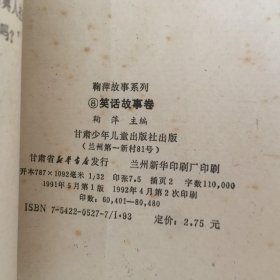 鞠萍故事系列
⑧笑话故事卷
鞠 萍 主编
甘肃少年儿童出版社出版
(兰州第一新村81号)
甘肃省新华书店发行 兰州新华印刷厂印刷
开本787×1092毫米 1/32 印张7.5 插页2 字数110,000
1991年5月第1版 1992年4月第2次印刷
印数:60,401—80,480
ISBN 7-5422-0527-7/I·93 定价:2.75 元